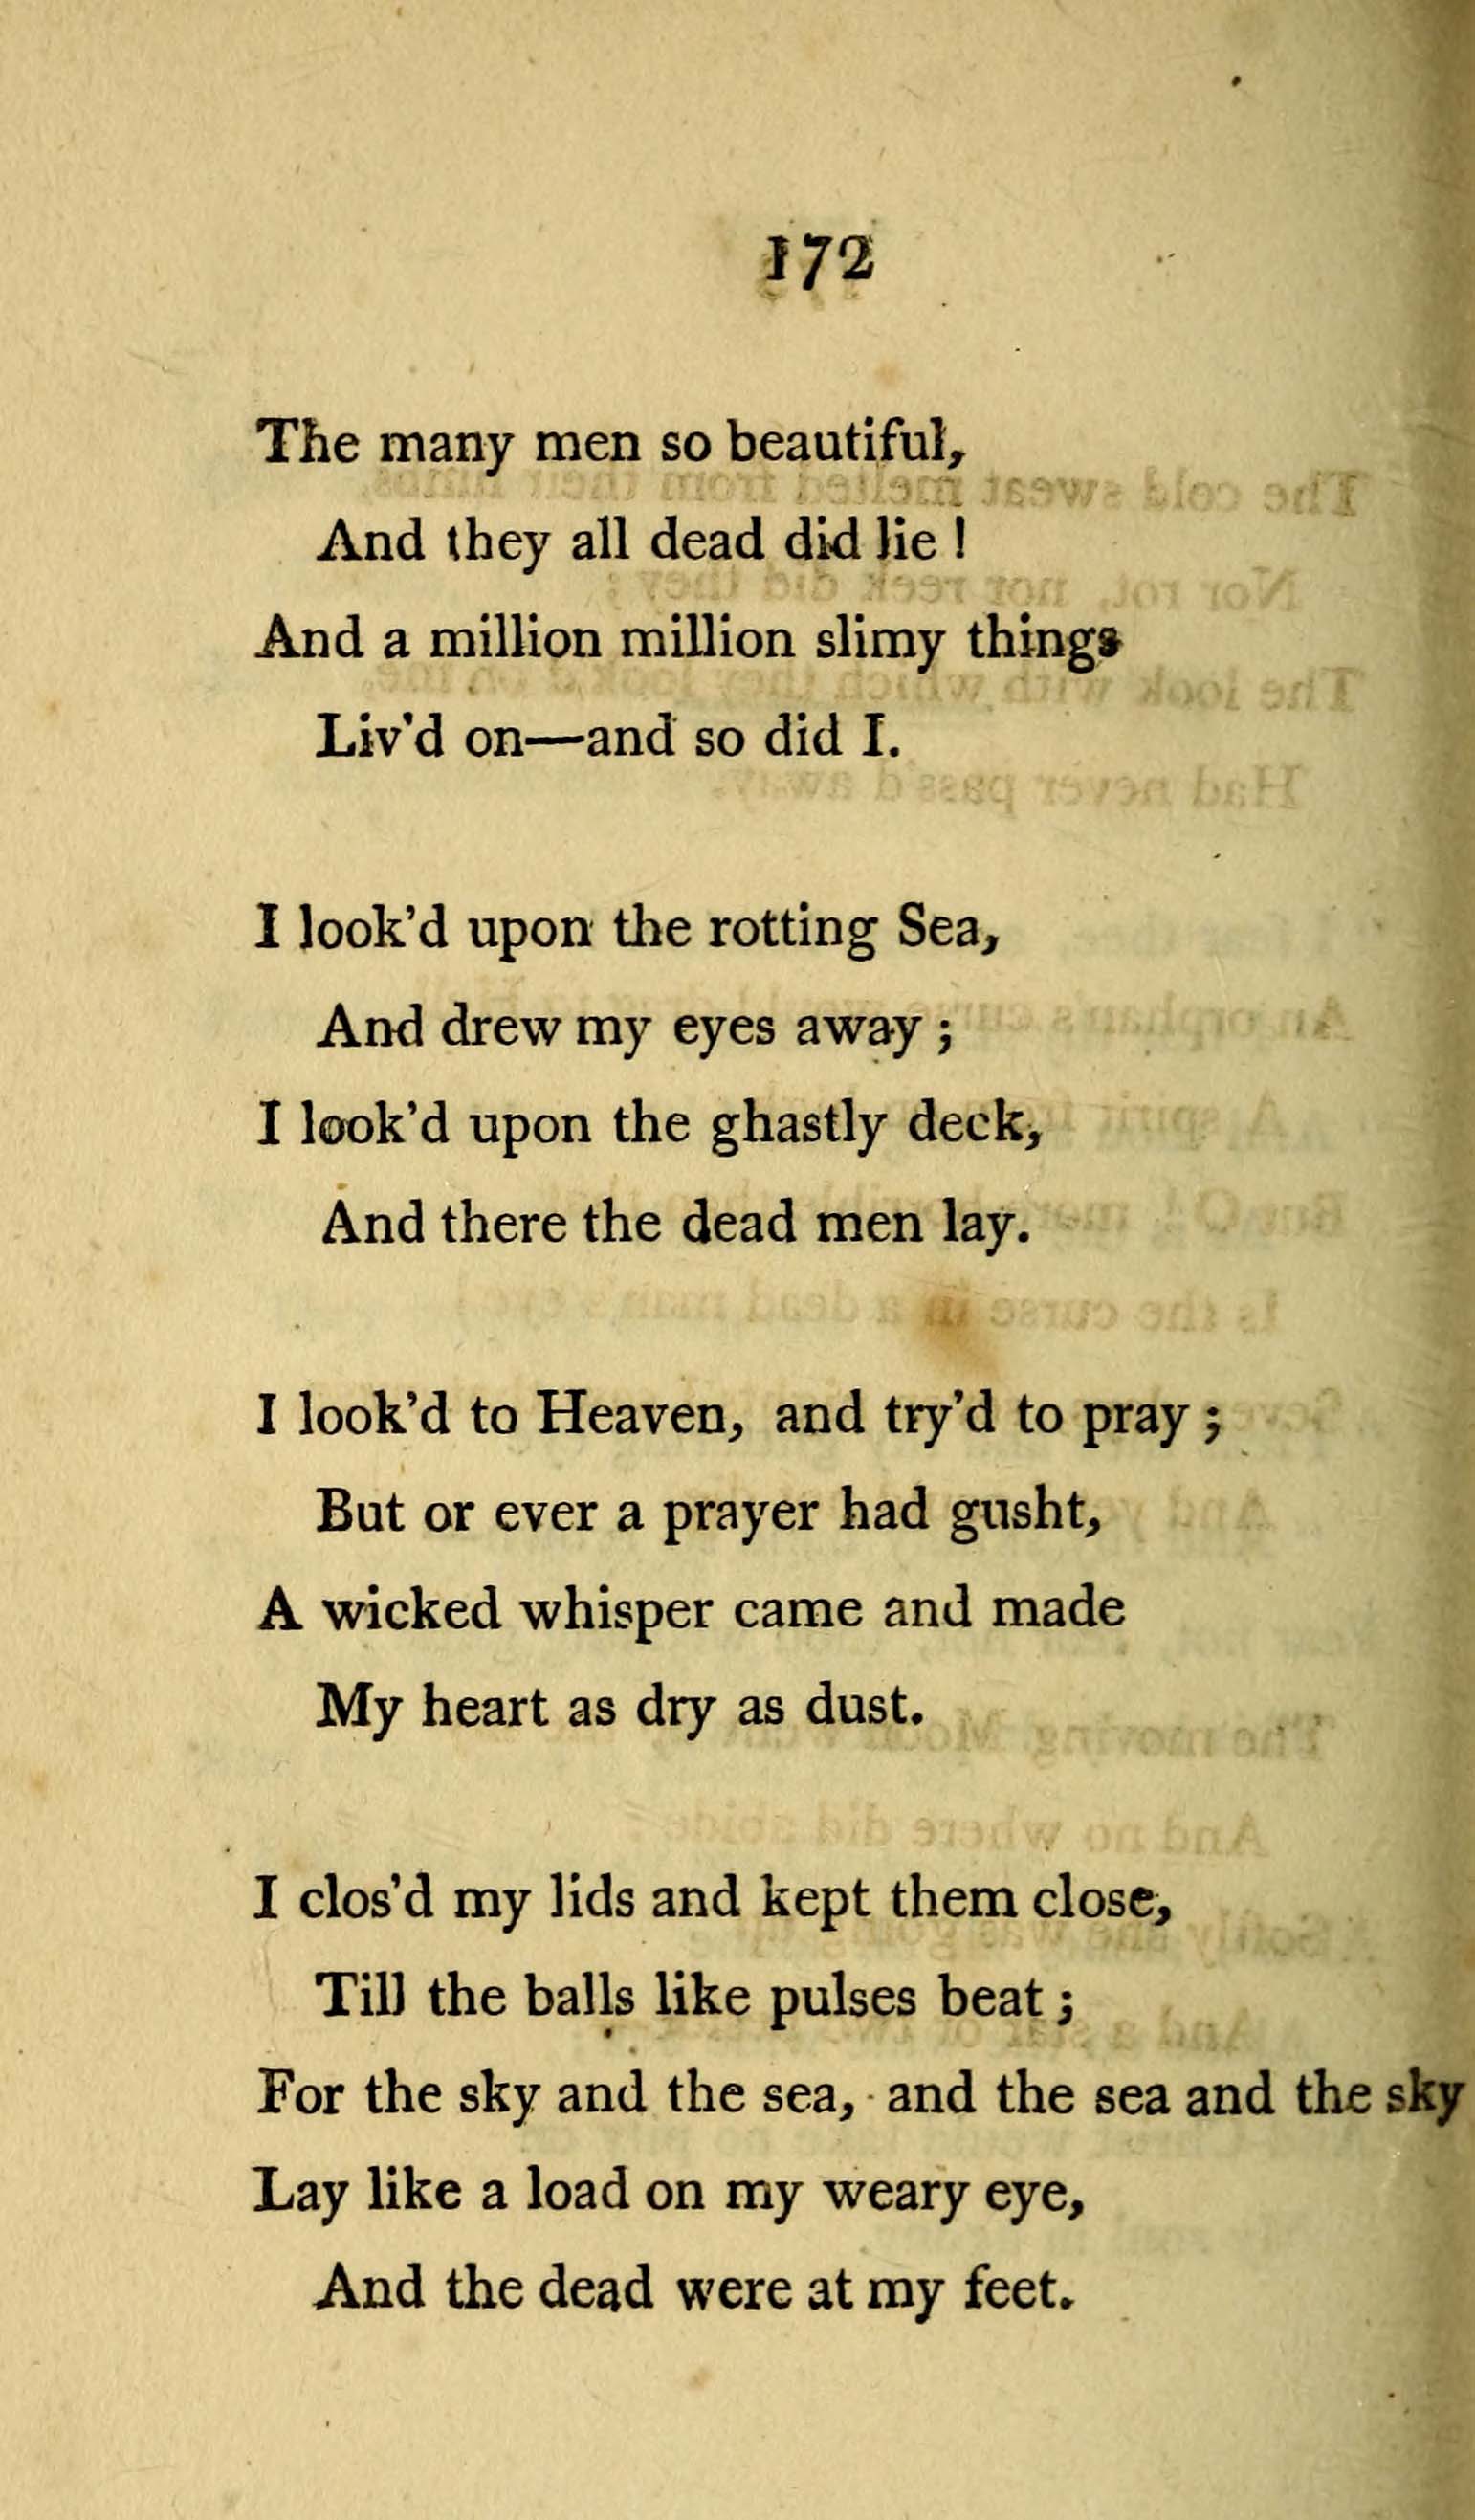 172
The many men so beautiful,
And they all dead did lie !
And a million million slimy things
Liv'd on—and so did I.
I look'd upon the rotting Sea,
And drew my eyes away ;
I look'd upon the ghastly deck,
And there the dead men lay.
I look'd to Heaven, and try'd to pray ;
But or ever a prayer had gusht,
A wicked whisper came and made
My heart as dry as dust.
I clos'd my lids and kept them close,
Till the balls like pulses beat ;
For the sky and the sea, and the sea and the sky
Lay like a load on my weary eye,
And the dead were at my feet.